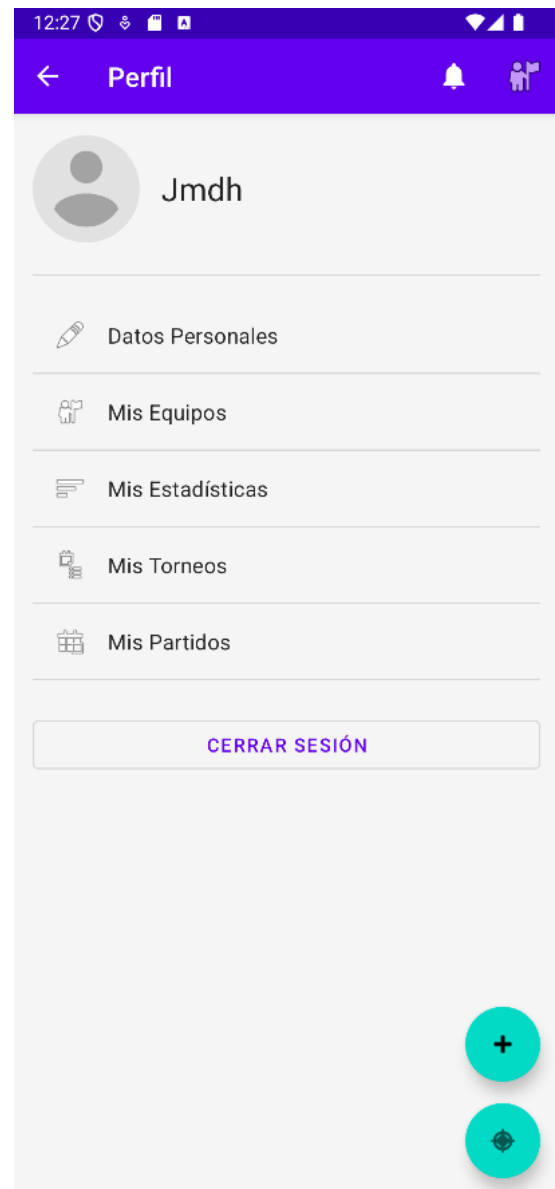 12:27
Perfil
Jmdh
Datos Personales
Mis Equipos
Mis Estadísticas
Mis Torneos
Mis Partidos
CERRAR SESIÓN